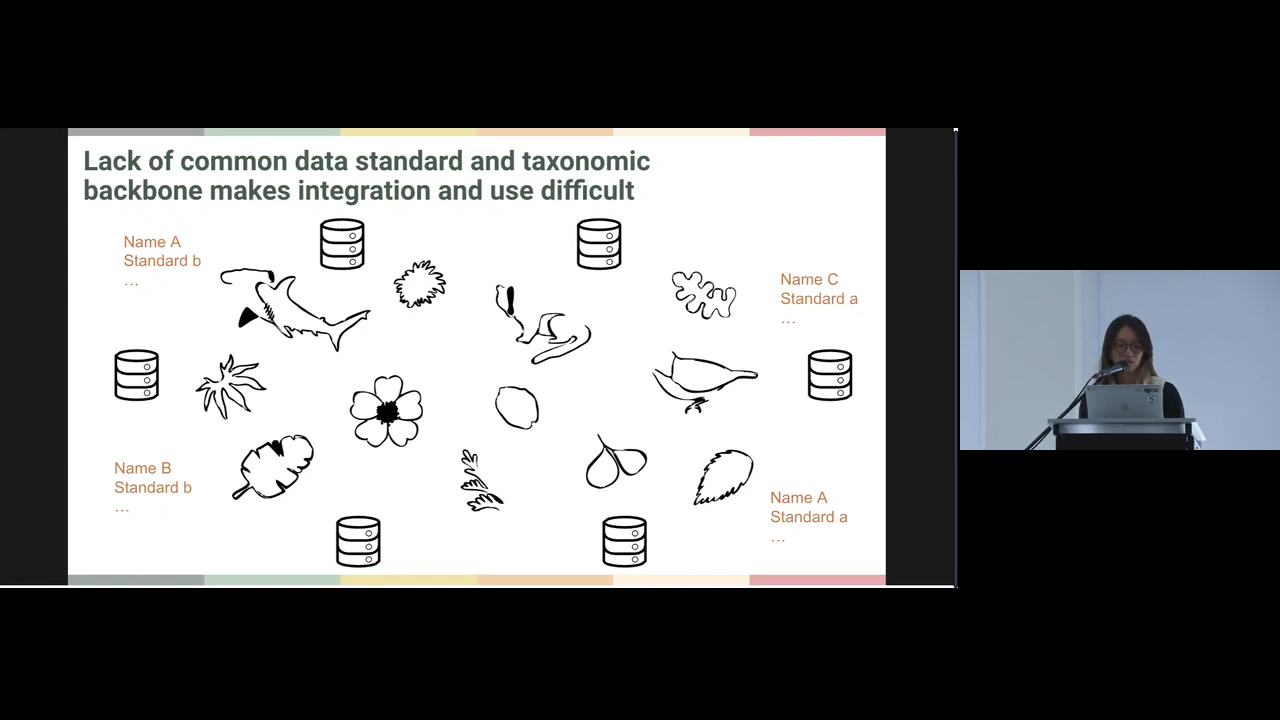 Lack of common data standard and taxonomic
backbone makes integration and use difficult
Name A
Standard b
...
Name C
Standard a
...
Name B
Standard b
...
Name A
Standard a
...